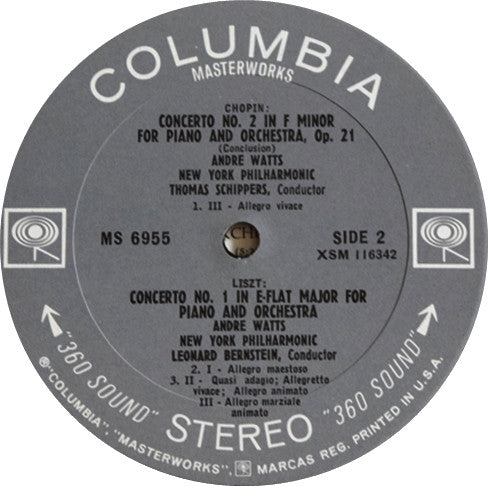 COLUMBIA
MASTERWORKS
CHOPIN:
CONCERTO NO. 2 IN F MINOR
FOR PIANO AND ORCHESTRA, Op. 21
(Conclusion)
ANDRE WATTS
NEW YORK PHILHARMONIC
THOMAS SCHIPPERS, Conductor
1. III - Allegro vivace
MS 6955
SIDE 2
XSM 116342
LISZT:
CONCERTO NO. 1 IN E-FLAT MAJOR FOR
PIANO AND ORCHESTRA
ANDRE WATTS
NEW YORK PHILHARMONIC
LEONARD BERNSTEIN, Conductor
2. I - Allegro maestoso
3. II - Quasi adagio; Allegretto
vivace; Allegro animato
III - Allegro marziale
animato
"360 SOUND" STEREO "360 SOUND"
℗"COLUMBIA", "MASTERWORKS", MARCAS REG. PRINTED IN U.S.A.